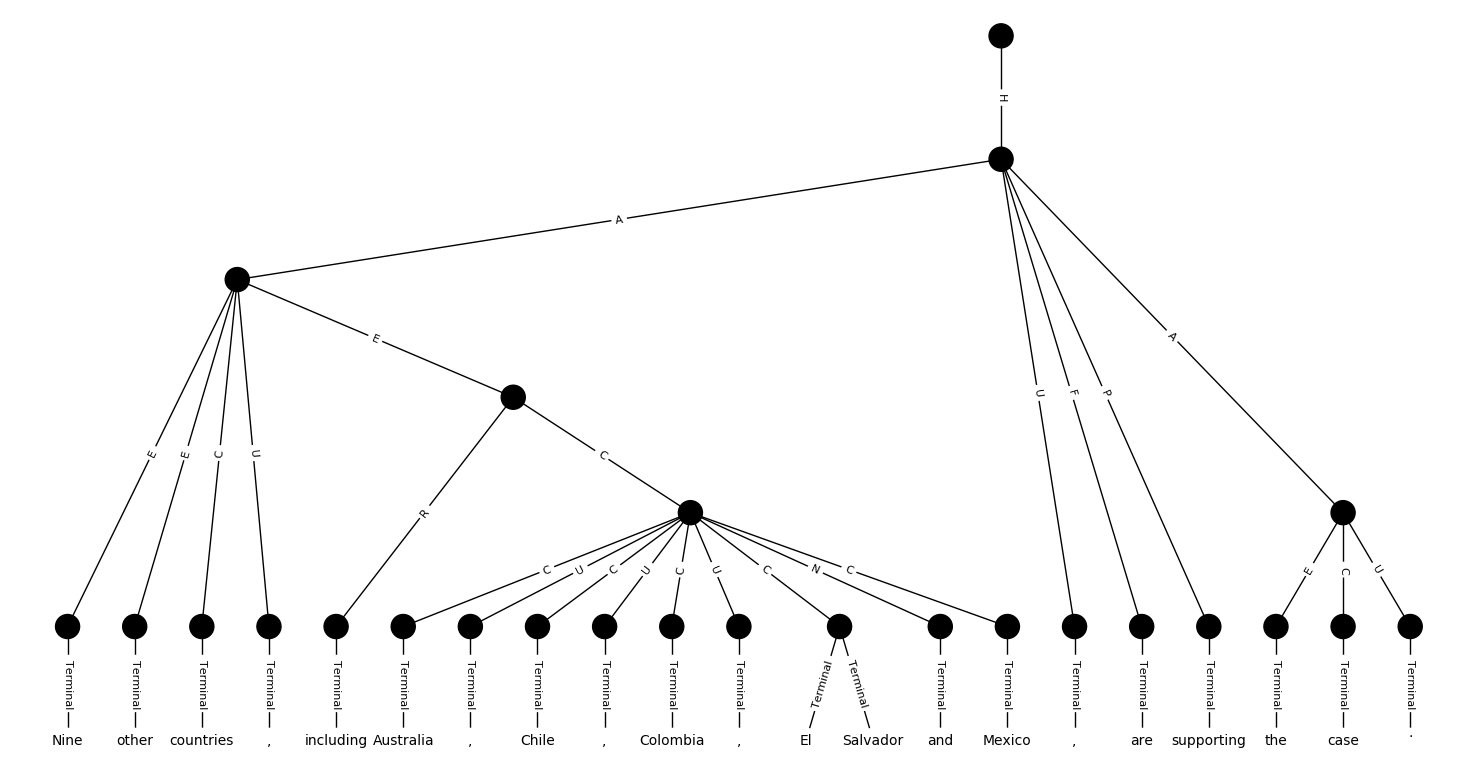 H
A
E
A
U
F
P
E
E
C
U
C
R
C
U
C
U
C
U
C
N
C
E
C
U
Terminal Terminal Terminal Terminal Terminal Terminal Terminal Terminal Terminal Terminal Terminal Terminal Terminal Terminal Terminal Terminal Terminal Terminal Terminal Terminal Terminal
Nine other countries , including Australia , Chile , Colombia , El Salvador and Mexico , are supporting the case .